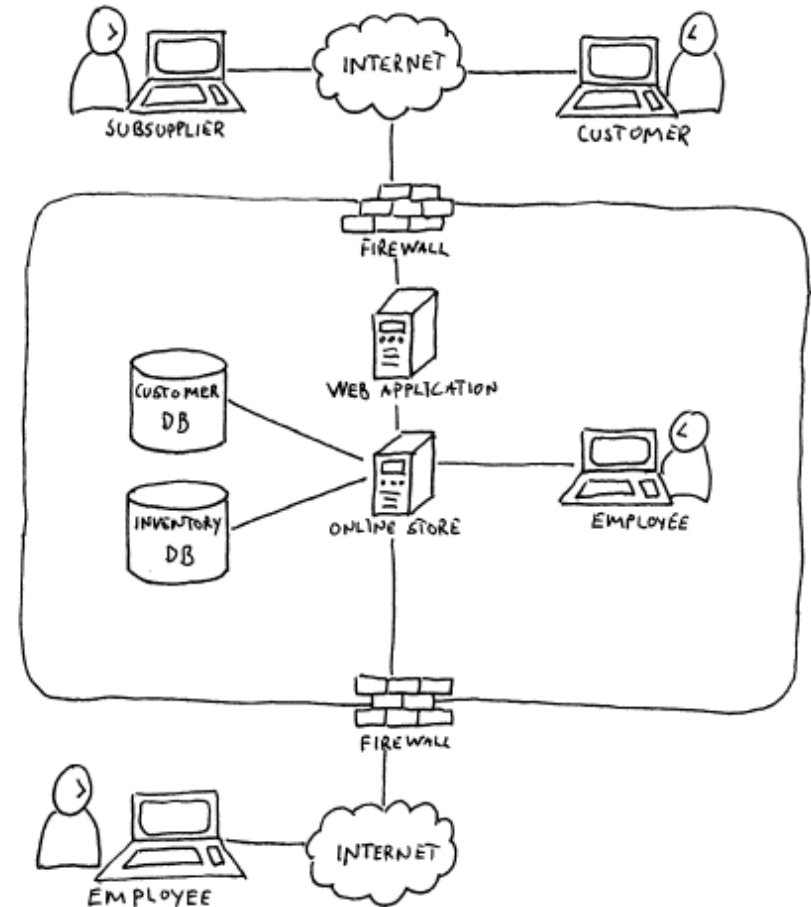 INTERNET
SUBSUPPLIER
CUSTOMER
FIREWALL
WEB APPLICATION
CUSTOMER
DB
INVENTORY
DB
ONLINE STORE
EMPLOYEE
FIREWALL
INTERNET
EMPLOYEE